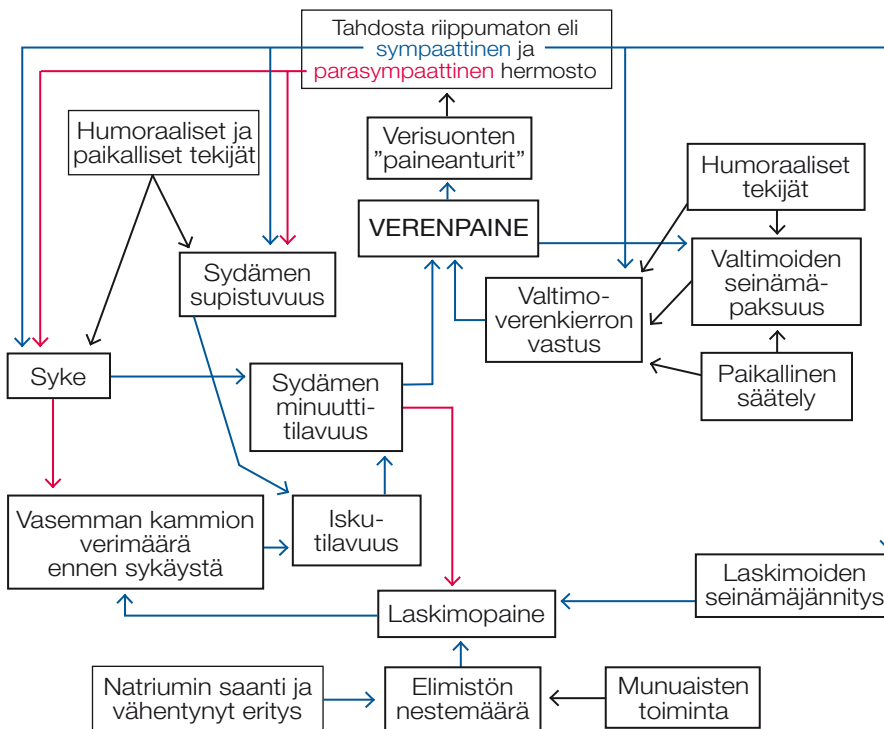 Tahdosta riippumaton eli
sympaattinen ja
parasympaattinen hermosto
Humoraaliset ja
paikalliset tekijät
Verisuonten
”paineanturit”
Humoraaliset
tekijät
VERENPAINE
Sydämen
supistuvuus
Valtimo-
verenkierron
vastus
Valtimoiden
seinämä-
paksuus
Syke
Sydämen
minuutti-
tilavuus
Paikallinen
säätely
Vasemman kammion
verimäärä
ennen sykäystä
Isku-
tilavuus
Laskimopaine
Laskimoiden
seinämäjännitys
Natriumin saanti ja
vähentynyt eritys
Elimistön
nestemäärä
Munuaisten
toiminta